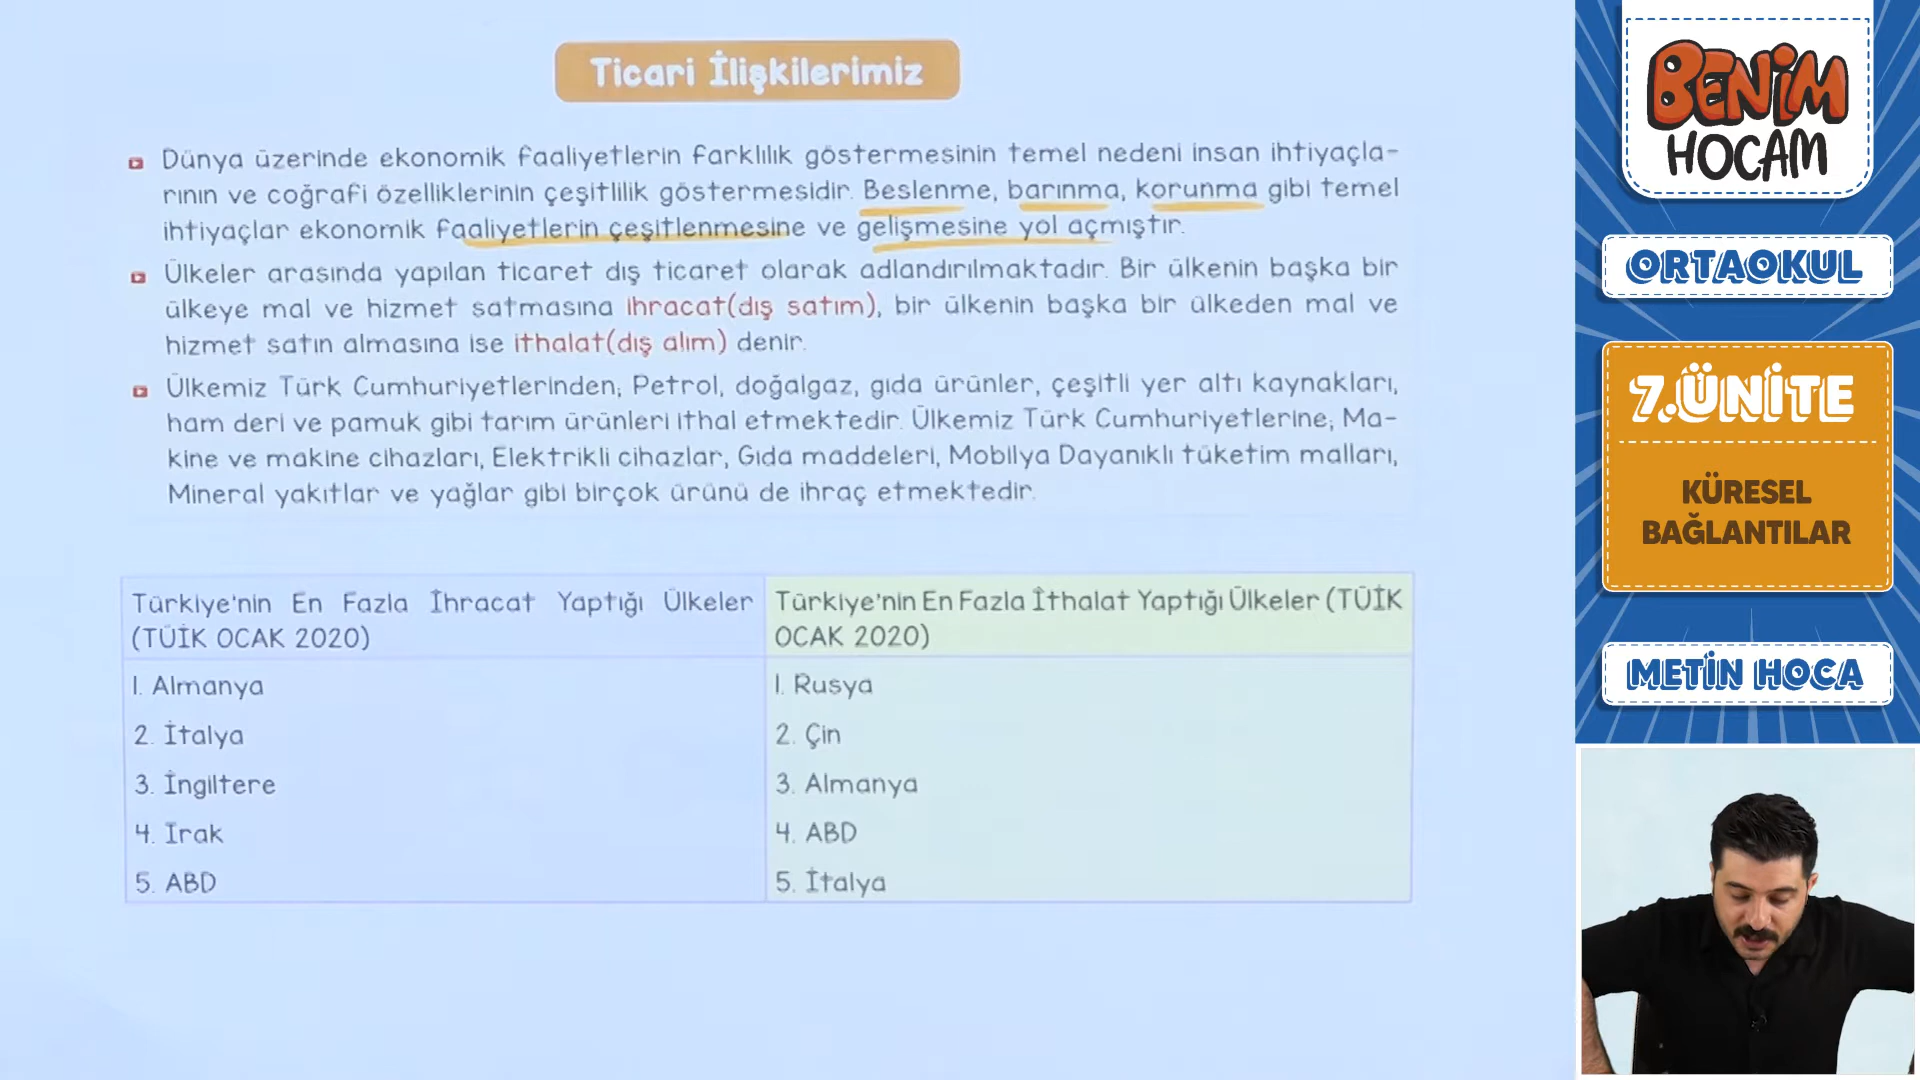 Ticari İlişkilerimiz
Dünya üzerinde ekonomik faaliyetlerin farklılık göstermesinin temel nedeni insan ihtiyaçla-
rının ve coğrafi özelliklerinin çeşitlilik göstermesidir. Beslenme, barınma, korunma gibi temel
ihtiyaçlar ekonomik faaliyetlerin çeşitlenmesine ve gelişmesine yol açmıştır.
Ülkeler arasında yapılan ticaret dış ticaret olarak adlandırılmaktadır. Bir ülkenin başka bir
ülkeye mal ve hizmet satmasına ihracat(dış satım), bir ülkenin başka bir ülkeden mal ve
hizmet satın almasına ise ithalat(dış alım) denir.
Ülkemiz Türk Cumhuriyetlerinden; Petrol, doğalgaz, gıda ürünler, çeşitli yer altı kaynakları,
ham deri ve pamuk gibi tarım ürünleri ithal etmektedir. Ülkemiz Türk Cumhuriyetlerine; Ma-
kine ve makine cihazları, Elektrikli cihazlar, Gıda maddeleri, Mobilya Dayanıklı tüketim malları,
Mineral yakıtlar ve yağlar gibi birçok ürünü de ihraç etmektedir.
Türkiye'nin En Fazla İhracat Yaptığı Ülkeler
(TÜİK OCAK 2020)
1. Almanya
2. İtalya
3. İngiltere
4. Irak
5. ABD
Türkiye'nin En Fazla İthalat Yaptığı Ülkeler (TÜİK
OCAK 2020)
1. Rusya
2. Çin
3. Almanya
4. ABD
5. İtalya
BENİM
HOCAM
ORTAOKUL
7.ÜNİTE
KÜRESEL
BAĞLANTILAR
METİN HOCA